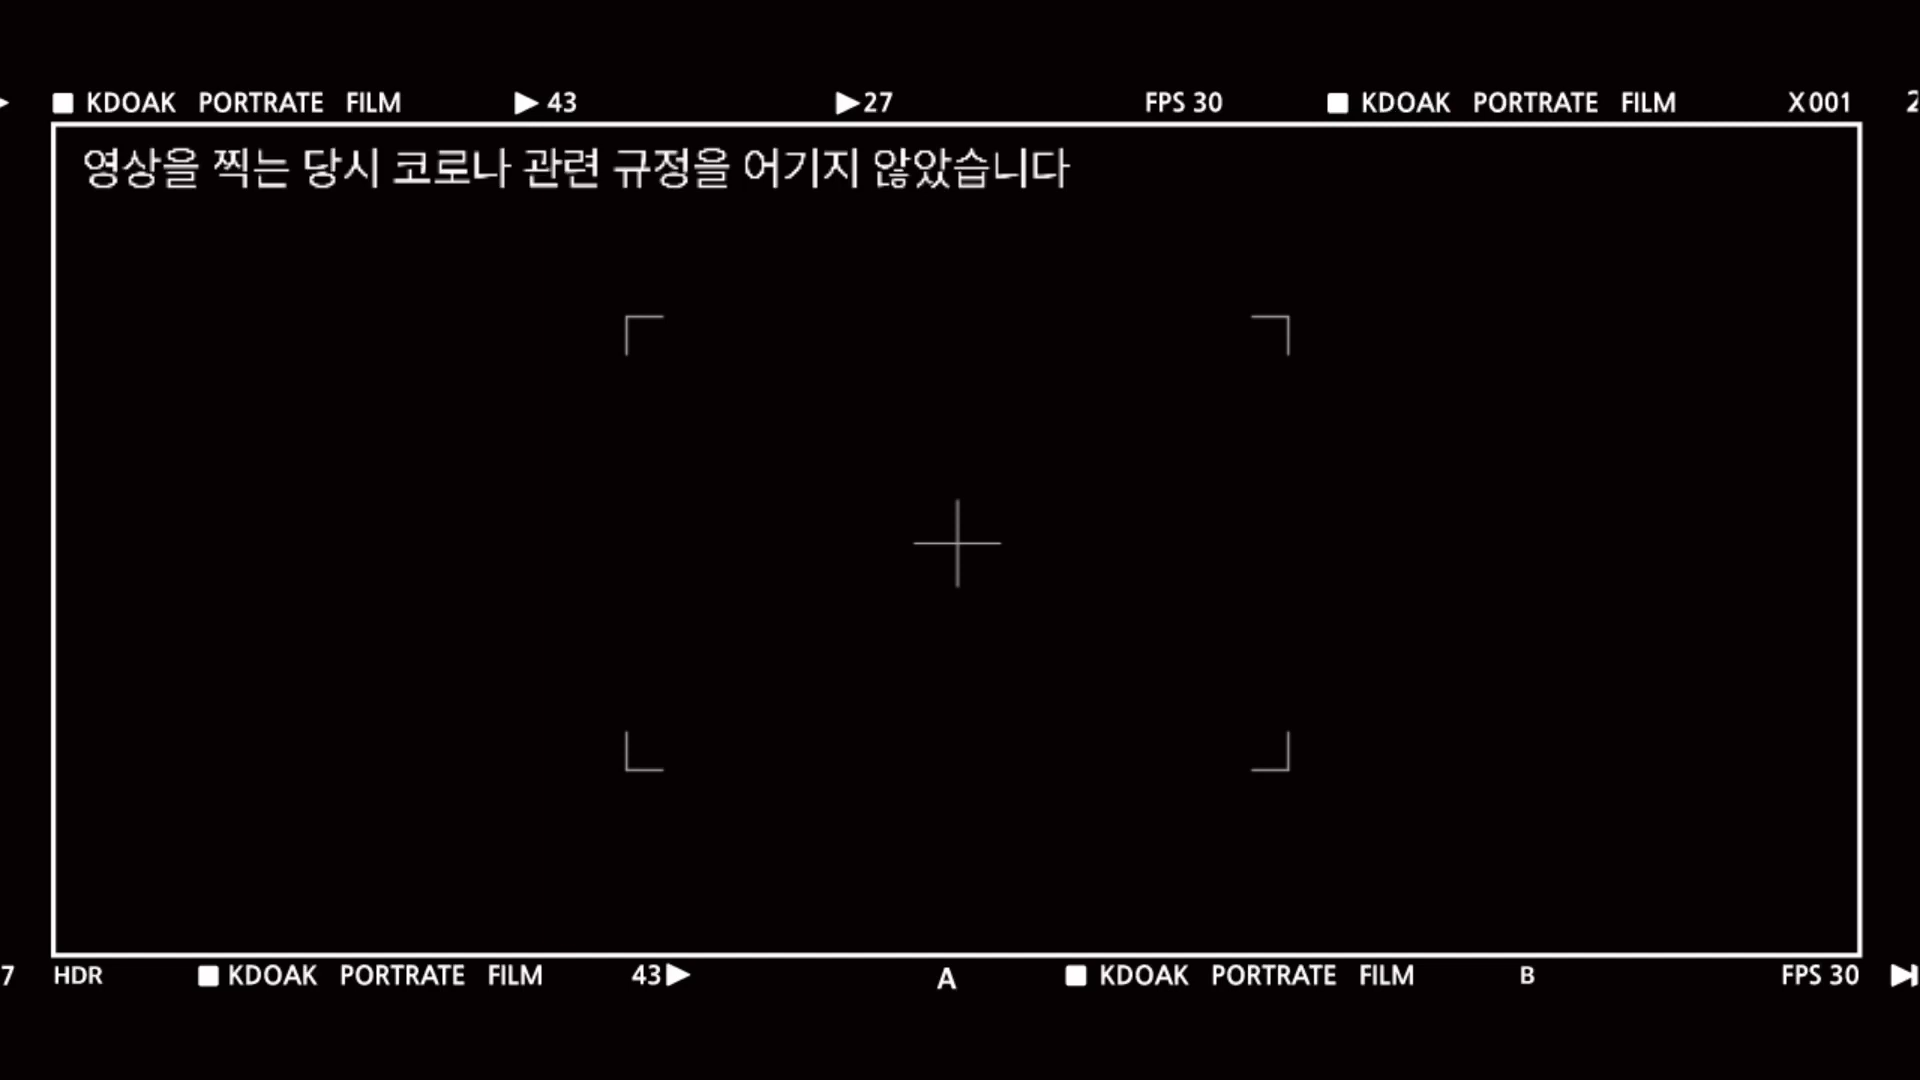 KDOAK PORTRATE FILM ▶ 43 ▶27 FPS 30 KDOAK PORTRATE FILM X001
영상을 찍는 당시 코로나 관련 규정을 어기지 않았습니다
7 HDR KDOAK PORTRATE FILM 43▶ A KDOAK PORTRATE FILM B FPS 30